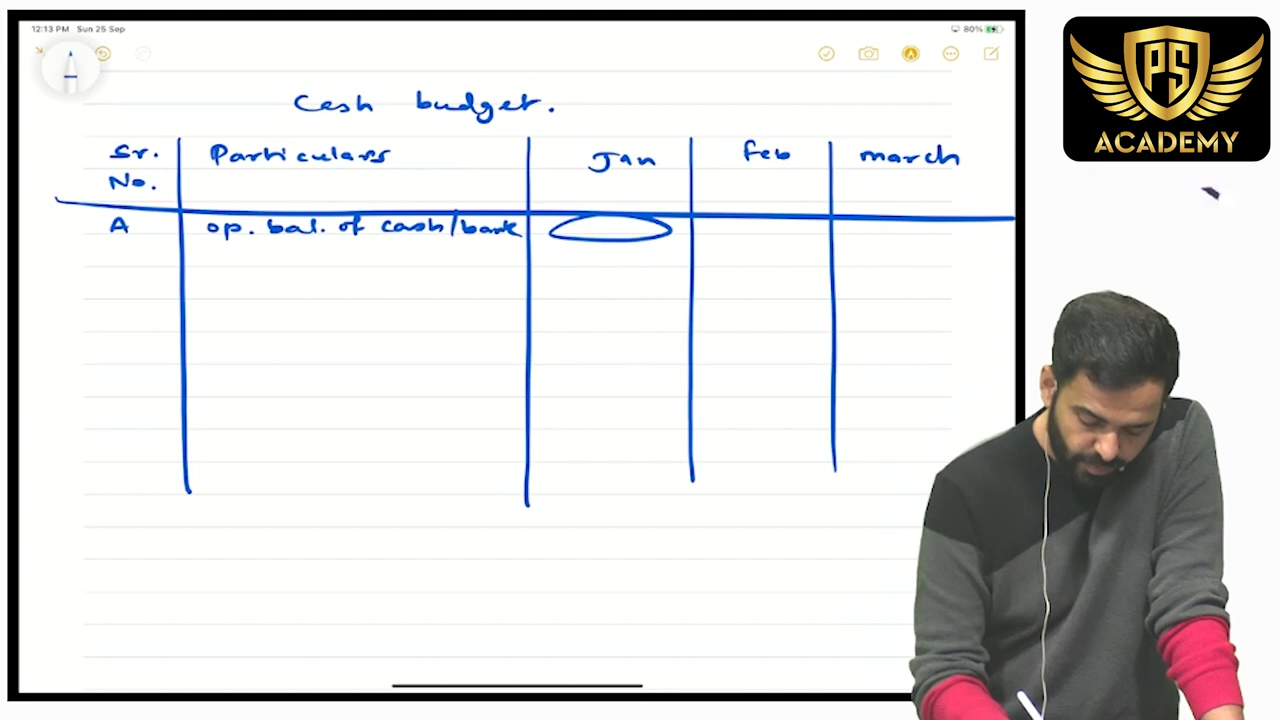 12:13 PM Sun 25 Sep
80%
Cash budget.
Sr. No.
Particulars
Jan
Feb
march
A
op. bal. of cash/bank
PS
ACADEMY